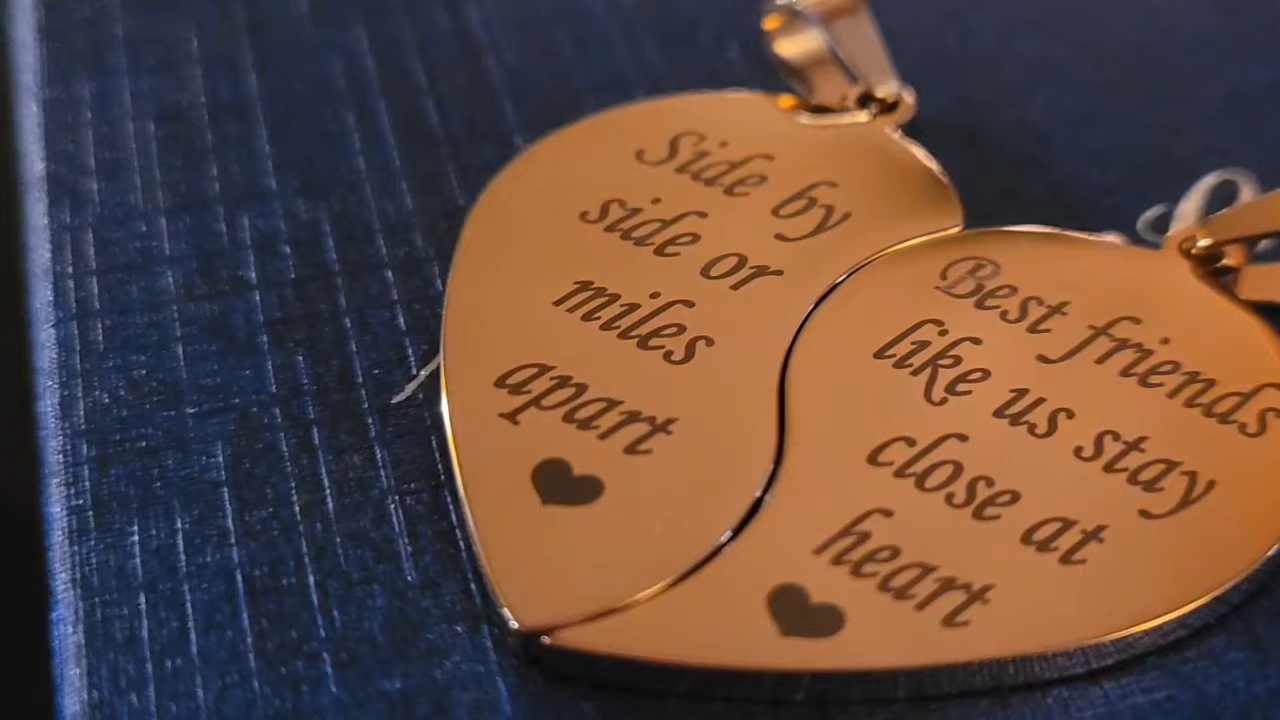 Side by
side or
miles
apart
Best friends
like us stay
close at
heart